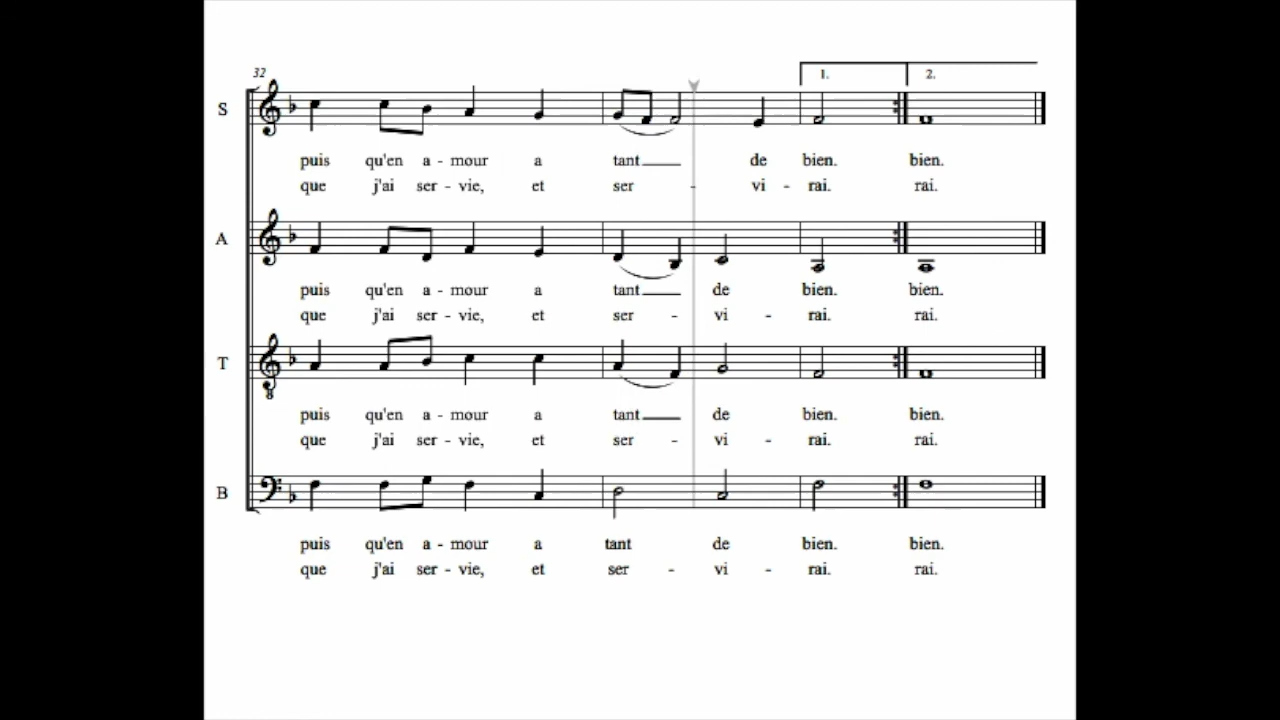 32
1. 2.
S
puis qu'en a - mour a tant de bien. bien.
que j'ai ser - vie, et ser - vi - rai. rai.
A
puis qu'en a - mour a tant de bien. bien.
que j'ai ser - vie, et ser - vi - rai. rai.
T
8
puis qu'en a - mour a tant de bien. bien.
que j'ai ser - vie, et ser - vi - rai. rai.
B
puis qu'en a - mour a tant de bien. bien.
que j'ai ser - vie, et ser - vi - rai. rai.